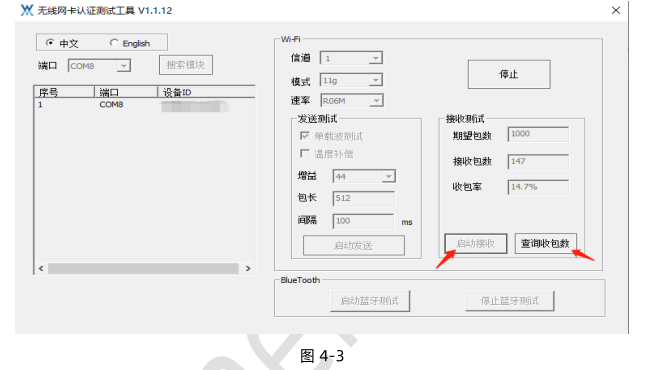 无线网卡认证测试工具 V1.1.12
中文 English
端口 COM8 搜索模块
序号 端口 设备ID
1 COM8
Wi-Fi
信道 1
模式 11g
速率 R06M
停止
发送测试
单载波测试
温度补偿
增益 44
包长 512
间隔 100 ms
启动发送
接收测试
期望包数 1000
接收包数 147
收包率 14.7%
启动接收 查询收包数
BlueTooth
启动蓝牙测试 停止蓝牙测试
图 4-3